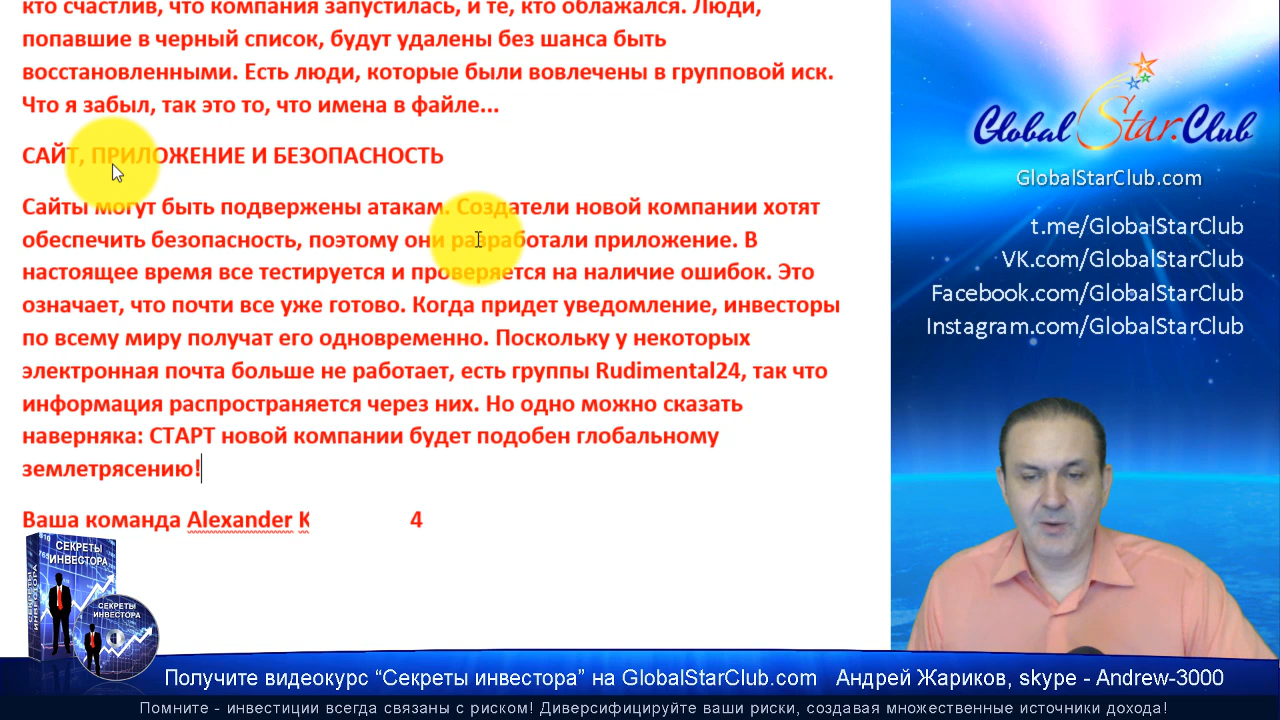 кто счастлив, что компания запустилась, и те, кто облажался. Люди,
попавшие в черный список, будут удалены без шанса быть
восстановленными. Есть люди, которые были вовлечены в групповой иск.
Что я забыл, так это то, что имена в файле...
САЙТ, ПРИЛОЖЕНИЕ И БЕЗОПАСНОСТЬ
Сайты могут быть подвержены атакам. Создатели новой компании хотят
обеспечить безопасность, поэтому они разработали приложение. В
настоящее время все тестируется и проверяется на наличие ошибок. Это
означает, что почти все уже готово. Когда придет уведомление, инвесторы
по всему миру получат его одновременно. Поскольку у некоторых
электронная почта больше не работает, есть группы Rudimental24, так что
информация распространяется через них. Но одно можно сказать
наверняка: СТАРТ новой компании будет подобен глобальному
землетрясению!
Ваша команда Alexander K 4
Global Star.Club
GlobalStarClub.com
t.me/GlobalStarClub
VK.com/GlobalStarClub
Facebook.com/GlobalStarClub
Instagram.com/GlobalStarClub
СЕКРЕТЫ
ИНВЕСТОРА
СЕКРЕТЫ
ИНВЕСТОРА
Получите видеокурс “Секреты инвестора” на GlobalStarClub.com Андрей Жариков, skype - Andrew-3000
Помните - инвестиции всегда связаны с риском! Диверсифицируйте ваши риски, создавая множественные источники дохода!